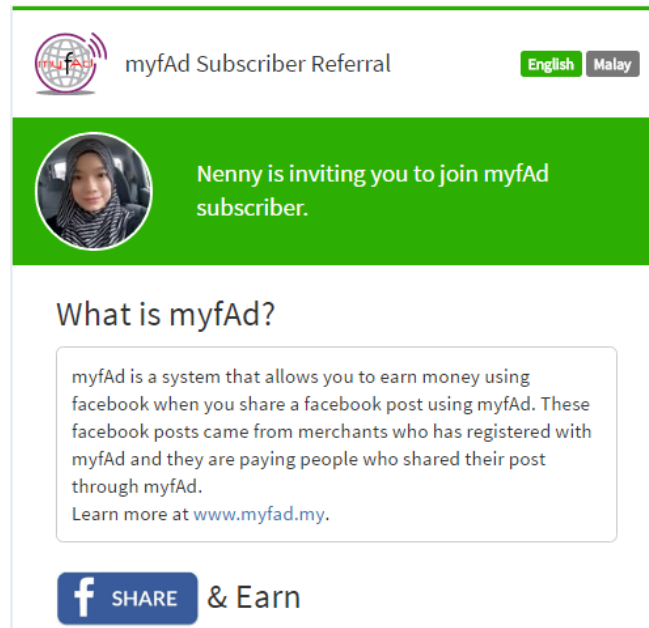 myfAd
myfAd Subscriber Referral
English
Malay
Nenny is inviting you to join myfAd
subscriber.
What is myfAd?
myfAd is a system that allows you to earn money using
facebook when you share a facebook post using myfAd. These
facebook posts came from merchants who has registered with
myfAd and they are paying people who shared their post
through myfAd.
Learn more at www.myfad.my.
f SHARE & Earn